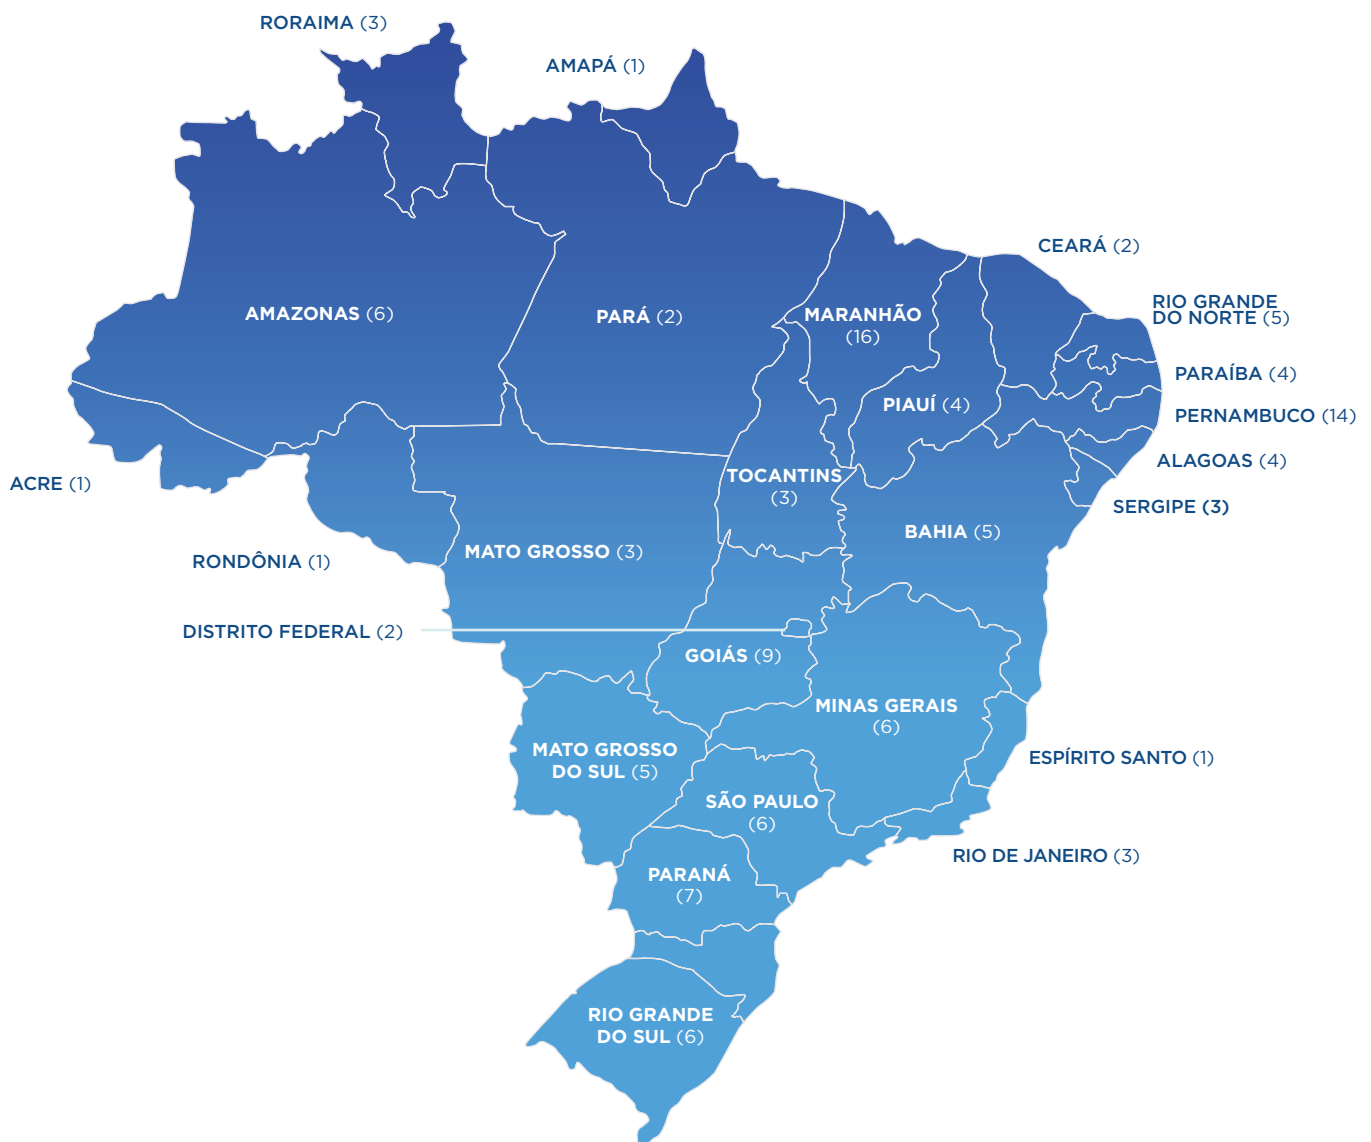 RORAIMA (3)
AMAPÁ (1)
CEARÁ (2)
RIO GRANDE
DO NORTE (5)
AMAZONAS (6)
PARÁ (2)
MARANHÃO
(16)
PARAÍBA (4)
PIAUÍ (4)
PERNAMBUCO (14)
ALAGOAS (4)
ACRE (1)
TOCANTINS
(3)
SERGIPE (3)
BAHIA (5)
MATO GROSSO (3)
RONDÔNIA (1)
DISTRITO FEDERAL (2)
GOIÁS (9)
MINAS GERAIS
(6)
MATO GROSSO
DO SUL (5)
ESPÍRITO SANTO (1)
SÃO PAULO
(6)
RIO DE JANEIRO (3)
PARANÁ
(7)
RIO GRANDE
DO SUL (6)